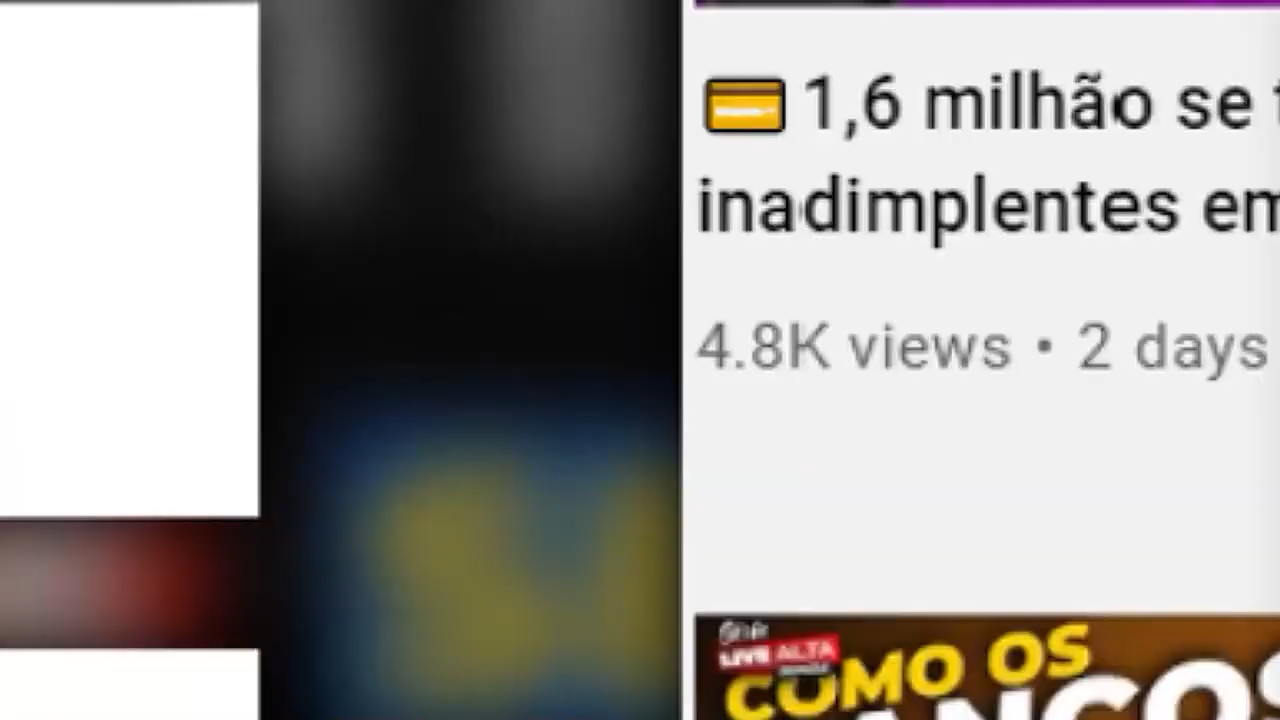 1,6 milhão se
inadimplentes em
4.8K views • 2 days
LIVE ALTA
COMO OS